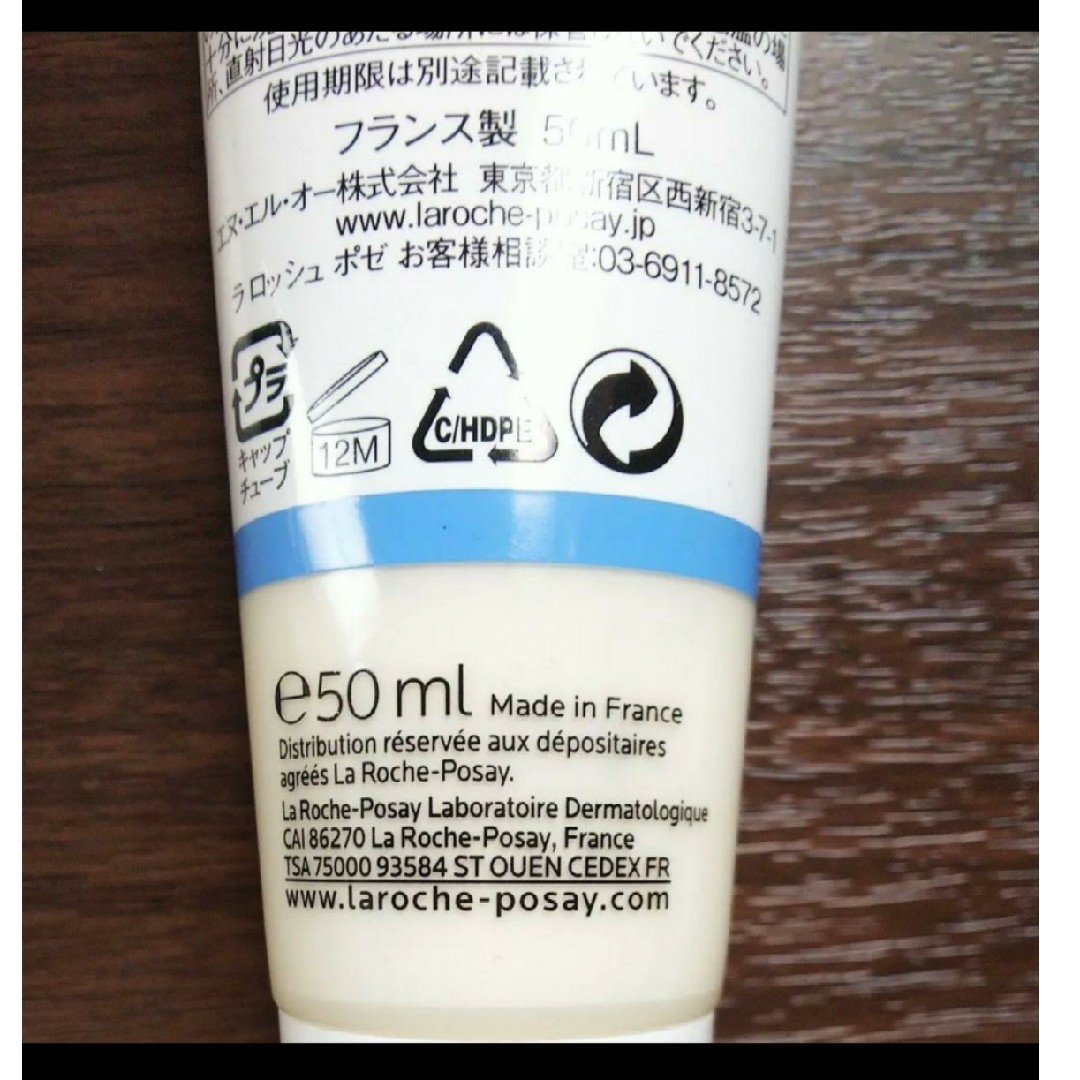 所、直射日光のあたる場所には保管しないでください。
使用期限は別途記載されています。
フランス製 50mL
エヌ・エル・オー株式会社 東京都新宿区西新宿3-7-1
www.laroche-posay.jp
ラ ロッシュ ポゼ お客様相談室:03-6911-8572
プラ
キャップ
チューブ
12M
C/HDPE
e50 ml Made in France
Distribution réservée aux dépositaires
agréés La Roche-Posay.
La Roche-Posay Laboratoire Dermatologique
CAI 86270 La Roche-Posay, France
TSA 75000 93584 ST OUEN CEDEX FR
www.laroche-posay.com